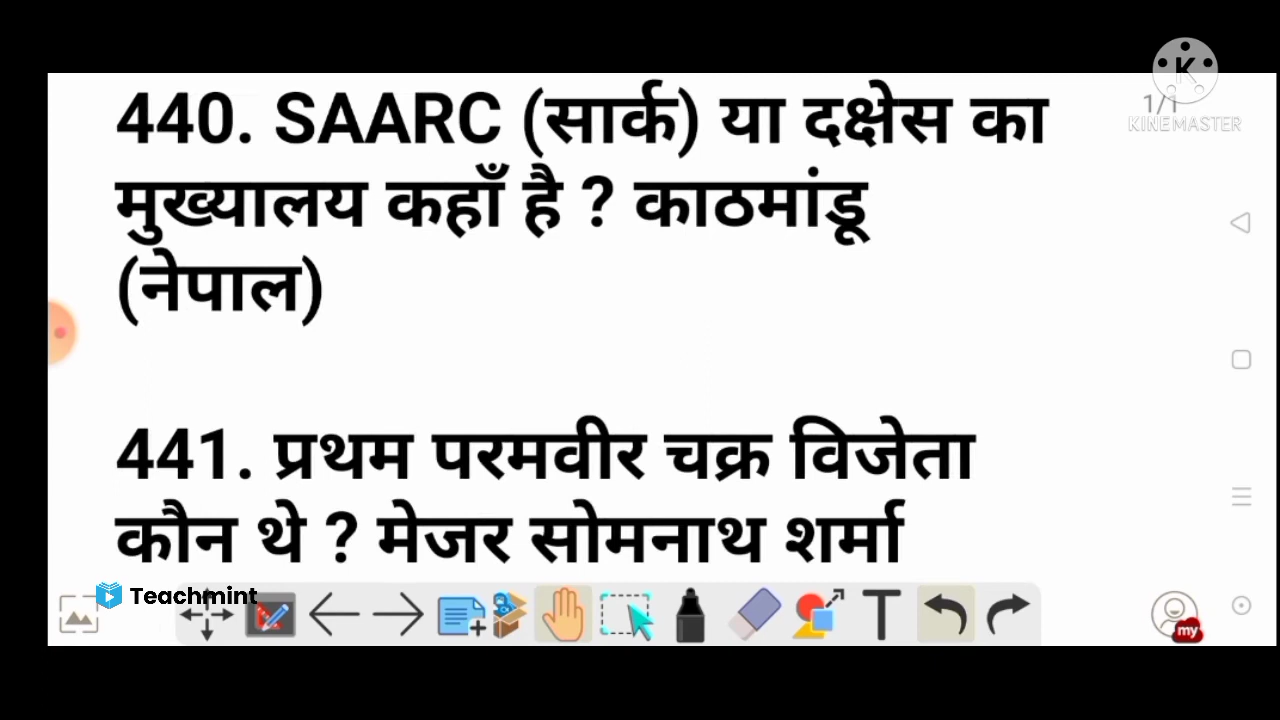 440. SAARC (सार्क) या दक्षेस का
मुख्यालय कहाँ है ? काठमांडू
(नेपाल)
441. प्रथम परमवीर चक्र विजेता
कौन थे ? मेजर सोमनाथ शर्मा
1/1
K
KINEMASTER
Teachmint
T
my